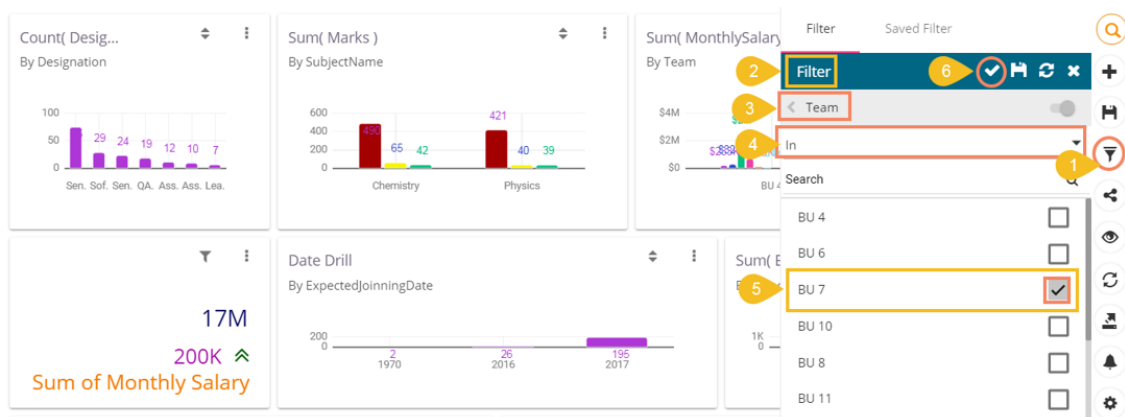 Count( Desig...
By Designation
100
50
0
29 24 19 12 10 7
Sen. Sof. Sen. QA. Ass. Ass. Lea.
Sum( Marks )
By SubjectName
600
400
200
0
490 65 42
421 40 39
Chemistry Physics
Sum( MonthlySalary
By Team
$4M
$2M
$0
BU 4
17M
200K
Sum of Monthly Salary
Date Drill
By ExpectedJoinningDate
200
0
2 26 195
1970 2016 2017
Sum( E
1K
0
Filter Saved Filter
2 Filter 6
3 Team
4 In
1
Search
BU 4
BU 6
5 BU 7
BU 10
BU 8
BU 11